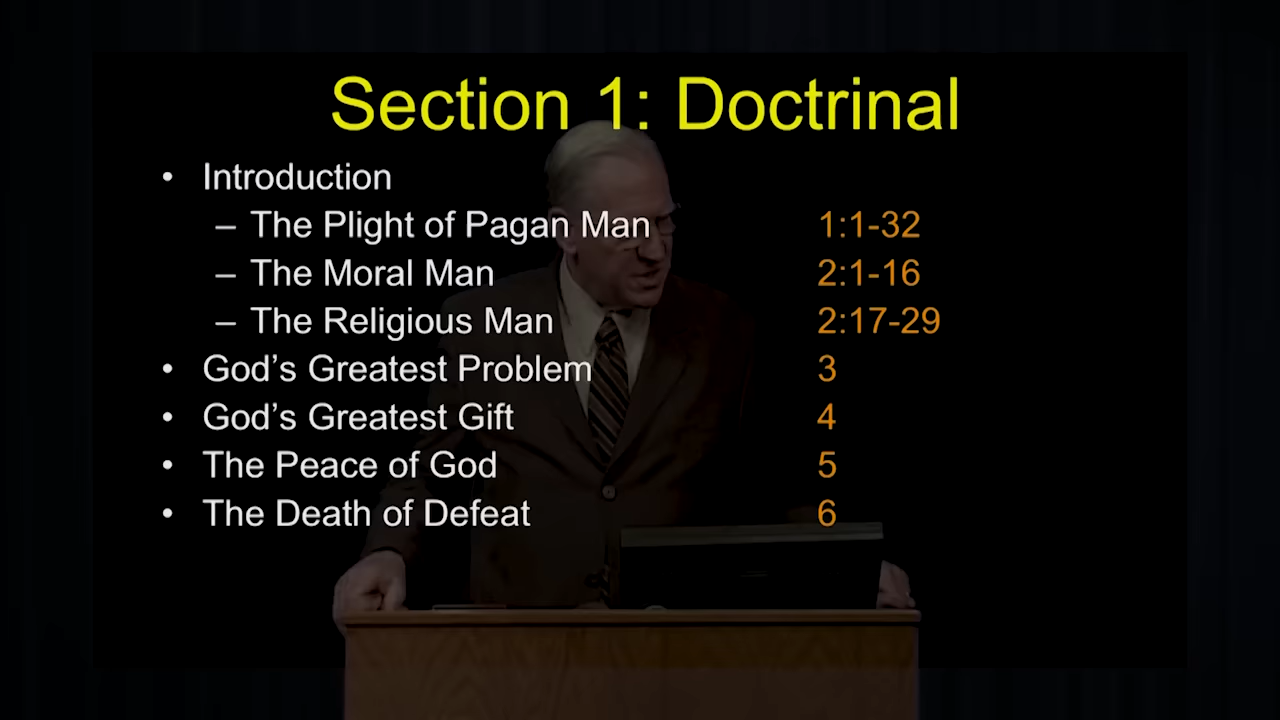 Section 1: Doctrinal
• Introduction
– The Plight of Pagan Man 1:1-32
– The Moral Man 2:1-16
– The Religious Man 2:17-29
• God’s Greatest Problem 3
• God’s Greatest Gift 4
• The Peace of God 5
• The Death of Defeat 6